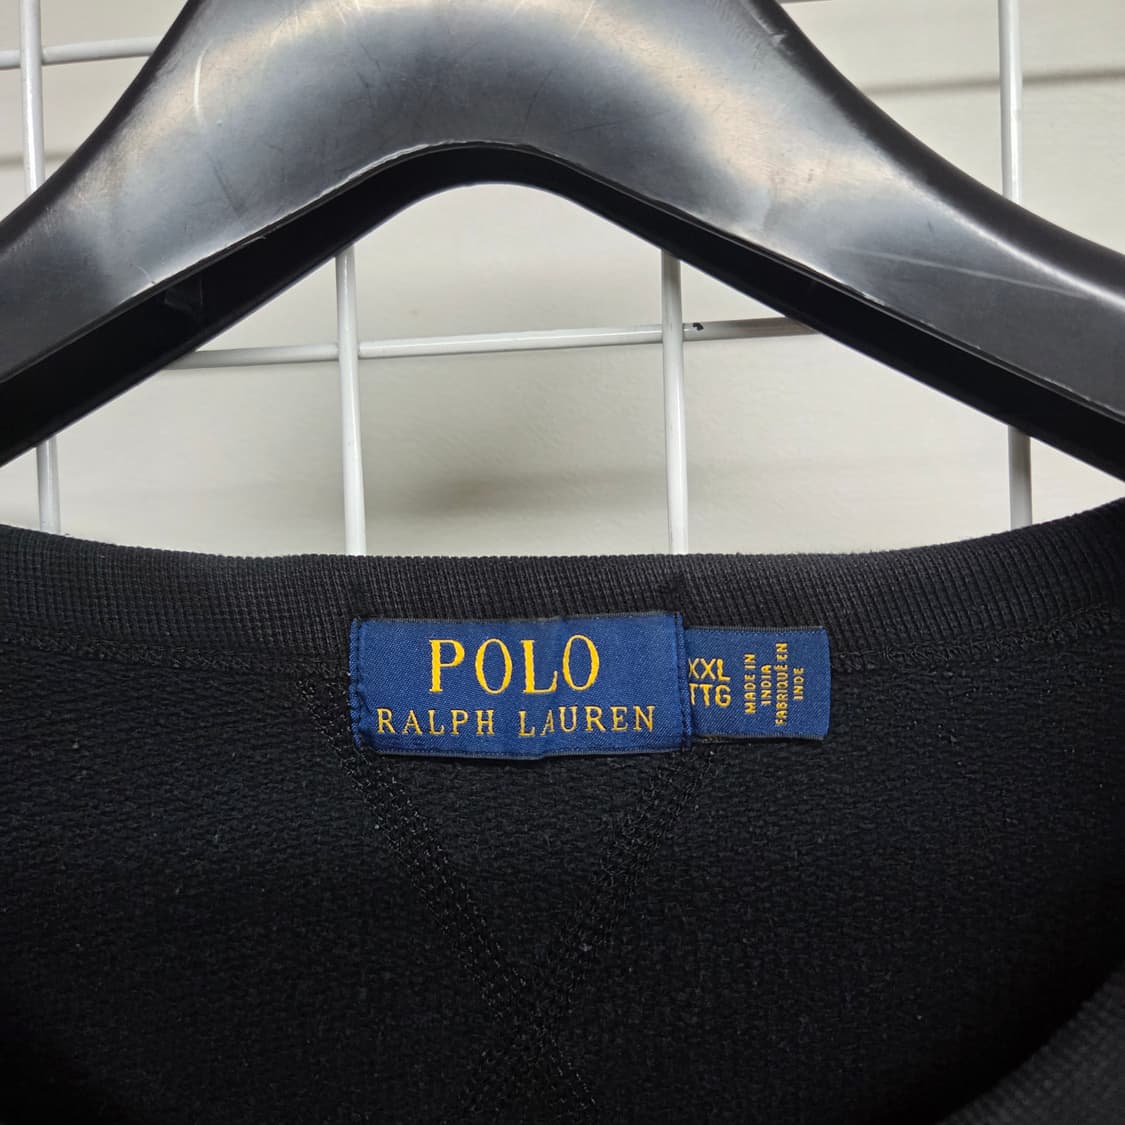 POLO
RALPH LAUREN
XXL
TTG
MADE IN
INDIA
FABRIQUÉ EN
INDE